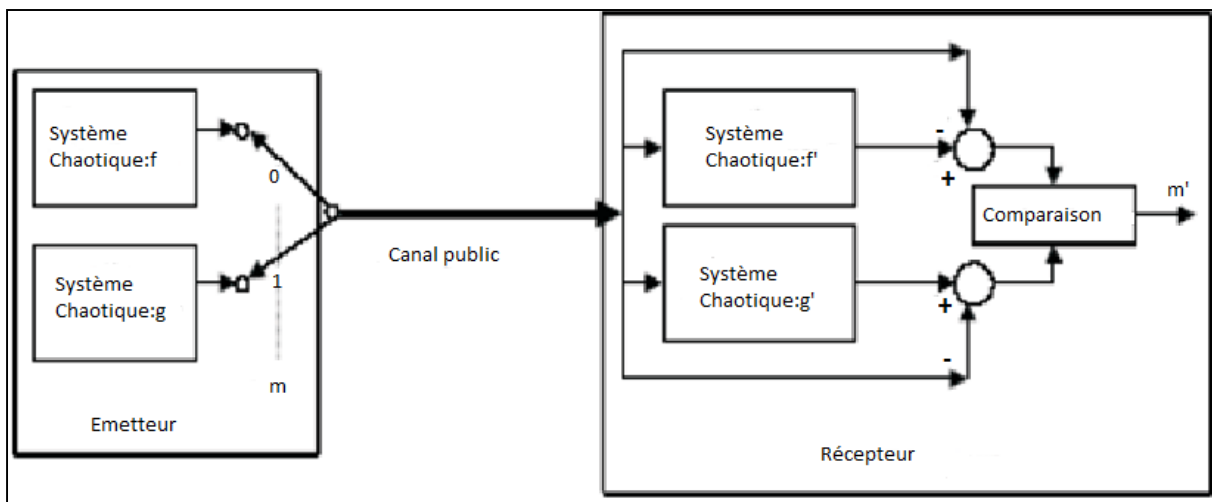 Système
Chaotique:f
0
1
m
Système
Chaotique:g
Emetteur
Canal public
Système
Chaotique:f'
-
+
Comparaison
m'
Système
Chaotique:g'
+
-
Récepteur